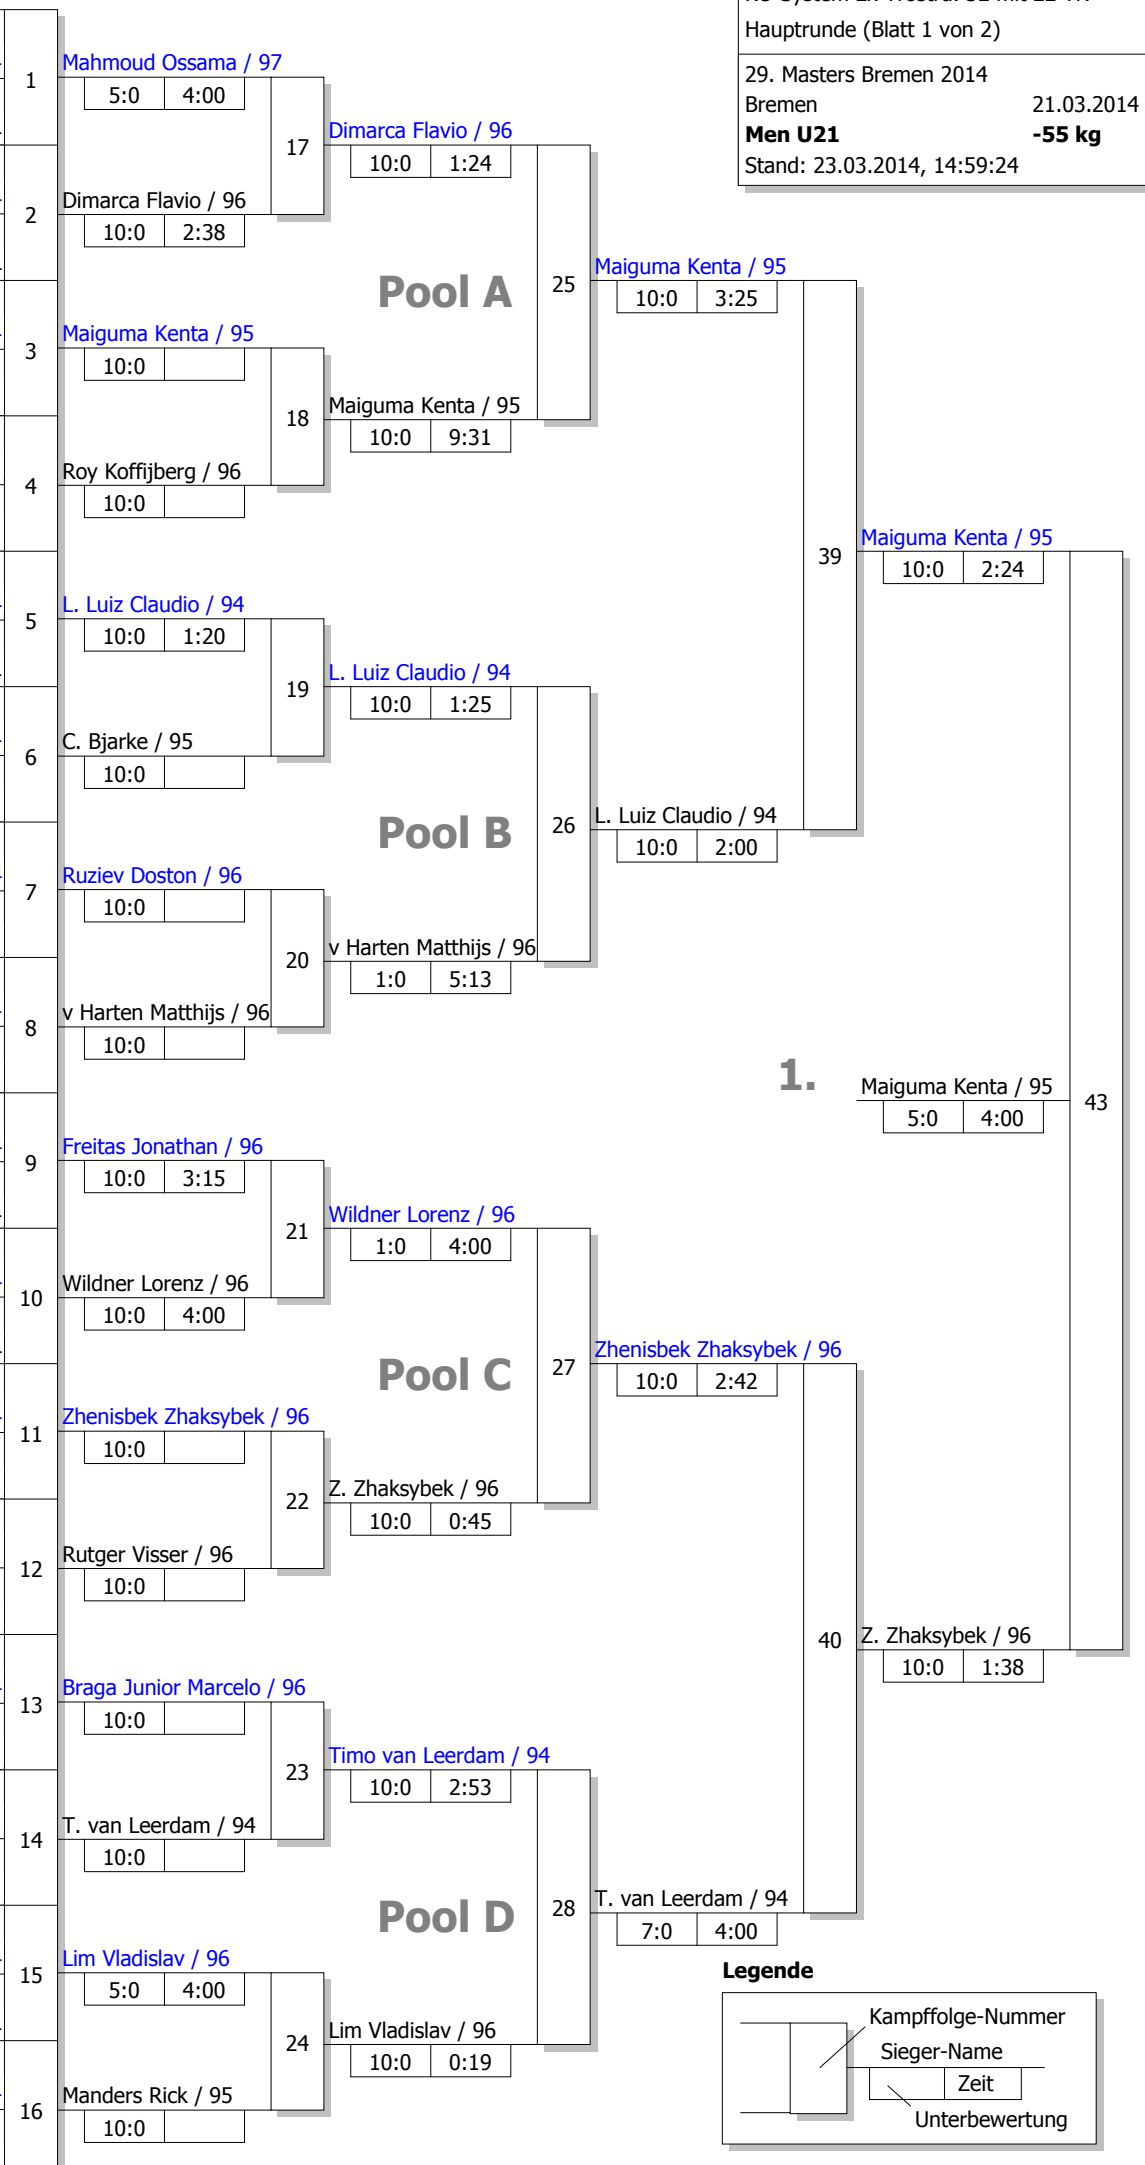 Hauptrunde (Blatt 1 von 2)
29. Masters Bremen 2014
Bremen 21.03.2014
Men U21 -55 kg
Stand: 23.03.2014, 14:59:24
1
Mahmoud Ossama / 97
5:0 4:00
17
Dimarca Flavio / 96
10:0 1:24
2
Dimarca Flavio / 96
10:0 2:38
Pool A
25
Maiguma Kenta / 95
10:0 3:25
3
Maiguma Kenta / 95
10:0
18
Maiguma Kenta / 95
10:0 9:31
4
Roy Koffijberg / 96
10:0
39
Maiguma Kenta / 95
10:0 2:24
5
L. Luiz Claudio / 94
10:0 1:20
19
L. Luiz Claudio / 94
10:0 1:25
6
C. Bjarke / 95
10:0
Pool B
26
L. Luiz Claudio / 94
10:0 2:00
7
Ruziev Doston / 96
10:0
20
v Harten Matthijs / 96
1:0 5:13
8
v Harten Matthijs / 96
10:0
1.
Maiguma Kenta / 95
5:0 4:00
43
9
Freitas Jonathan / 96
10:0 3:15
21
Wildner Lorenz / 96
1:0 4:00
10
Wildner Lorenz / 96
10:0 4:00
Pool C
27
Zhenisbek Zhaksybek / 96
10:0 2:42
11
Zhenisbek Zhaksybek / 96
10:0
22
Z. Zhaksybek / 96
10:0 0:45
12
Rutger Visser / 96
10:0
40
Z. Zhaksybek / 96
10:0 1:38
13
Braga Junior Marcelo / 96
10:0
23
Timo van Leerdam / 94
10:0 2:53
14
T. van Leerdam / 94
10:0
Pool D
28
T. van Leerdam / 94
7:0 4:00
15
Lim Vladislav / 96
5:0 4:00
24
Lim Vladislav / 96
10:0 0:19
16
Manders Rick / 95
10:0
Legende
Kampffolge-Nummer
Sieger-Name
Zeit
Unterbewertung